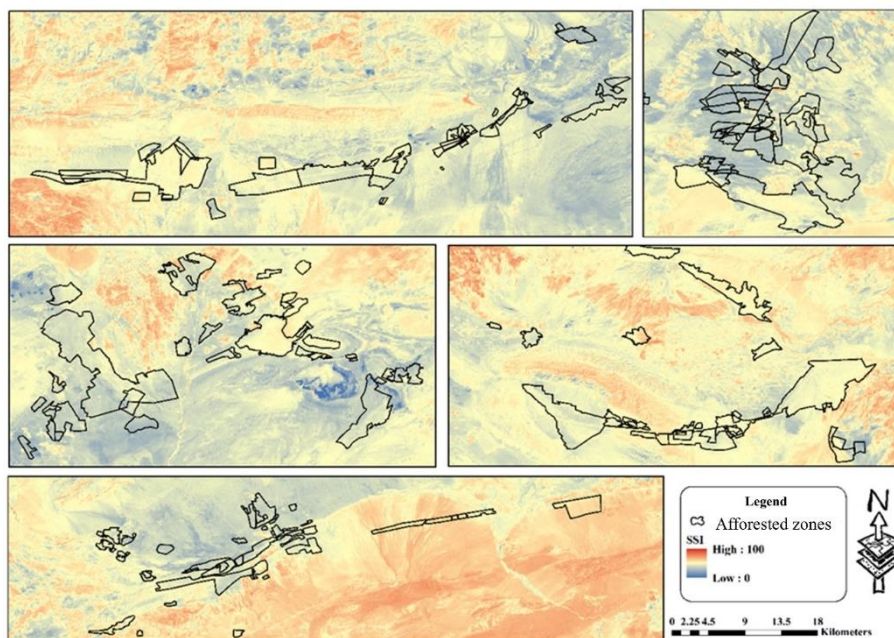 Legend
N
Afforested zones
SSI
High : 100
Low : 0
0 2.25 4.5 9 13.5 18
Kilometers